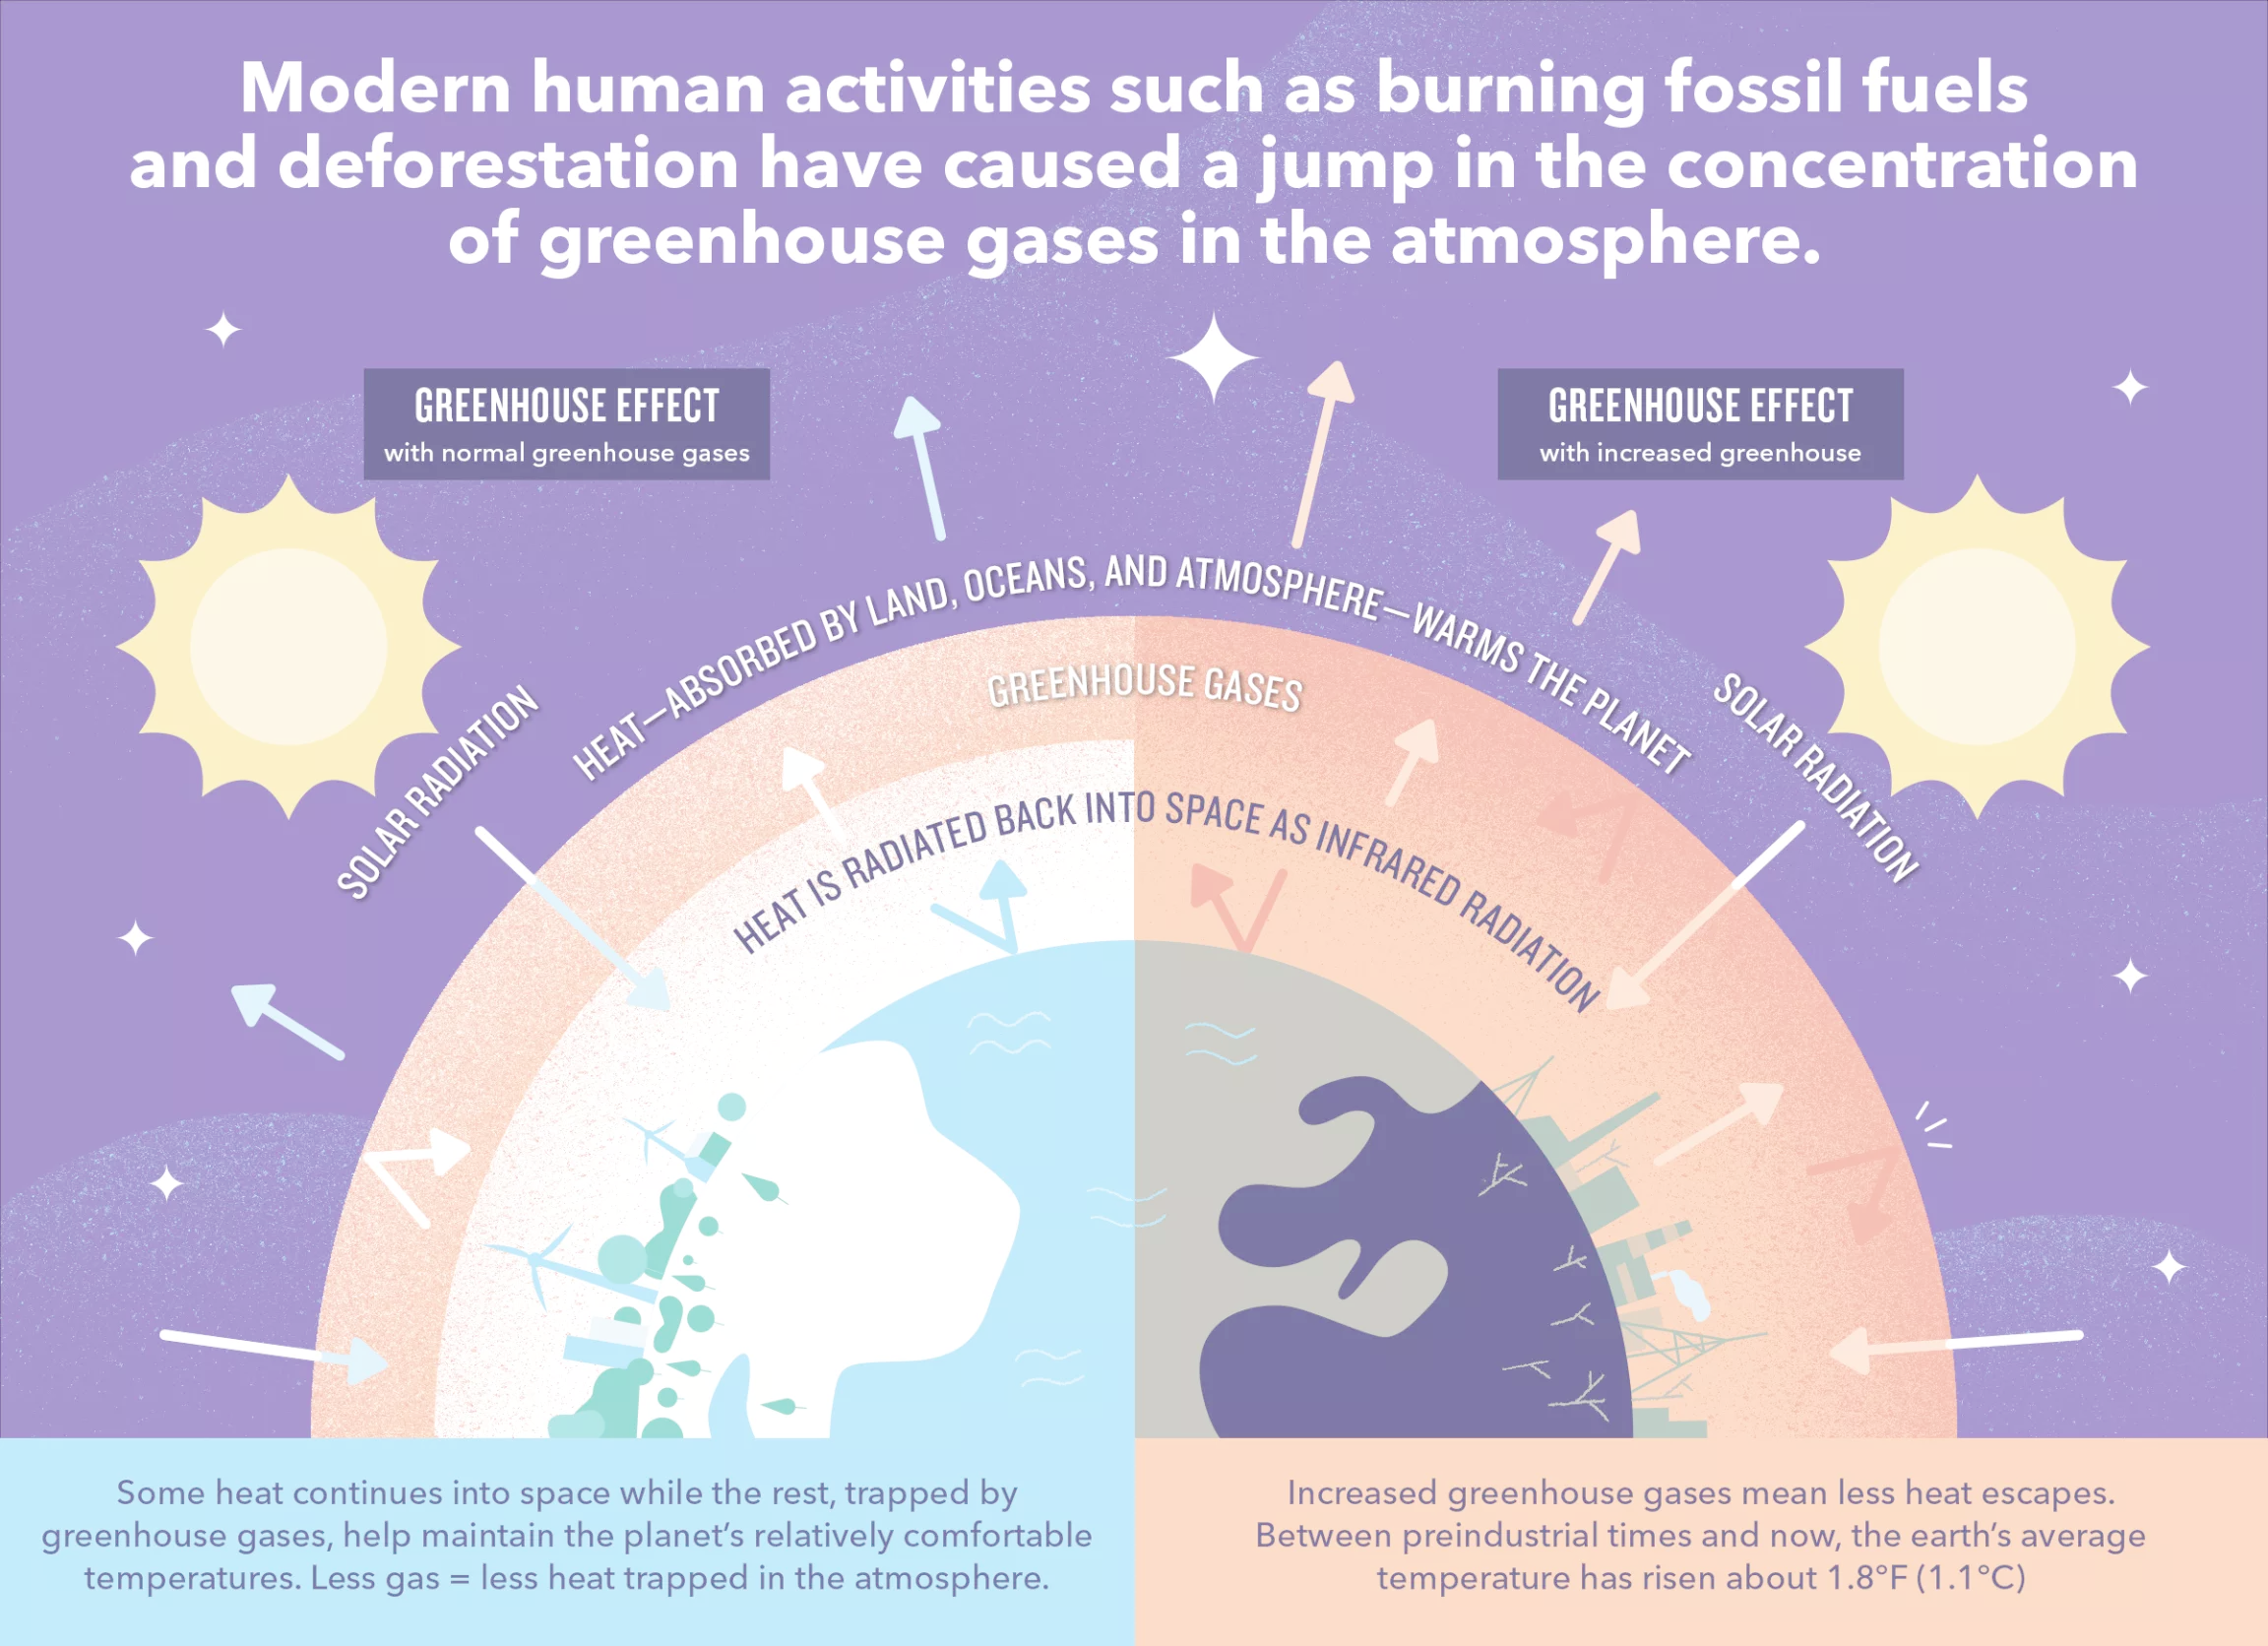 Modern human activities such as burning fossil fuels
and deforestation have caused a jump in the concentration
of greenhouse gases in the atmosphere.
GREENHOUSE EFFECT
with normal greenhouse gases
GREENHOUSE EFFECT
with increased greenhouse
SOLAR RADIATION
HEAT—ABSORBED BY LAND, OCEANS, AND ATMOSPHERE—WARMS THE PLANET
SOLAR RADIATION
GREENHOUSE GASES
HEAT IS RADIATED BACK INTO SPACE AS INFRARED RADIATION
Some heat continues into space while the rest, trapped by
greenhouse gases, help maintain the planet’s relatively comfortable
temperatures. Less gas = less heat trapped in the atmosphere.
Increased greenhouse gases mean less heat escapes.
Between preindustrial times and now, the earth’s average
temperature has risen about 1.8°F (1.1°C)